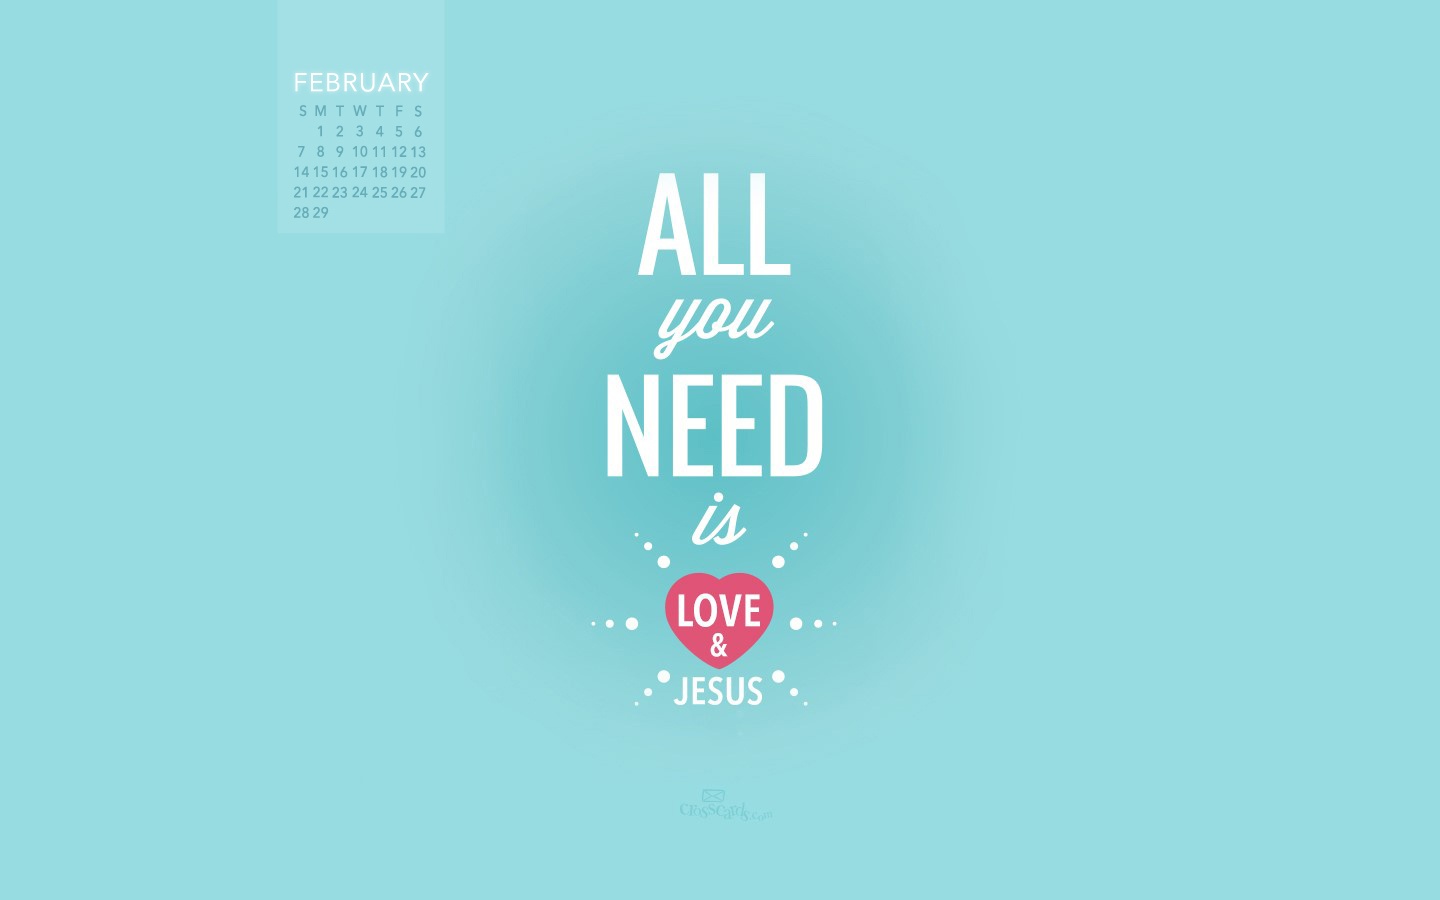 FEBRUARY
S M T W T F S
1 2 3 4 5 6
7 8 9 10 11 12 13
14 15 16 17 18 19 20
21 22 23 24 25 26 27
28 29
ALL
you
NEED
is
LOVE
&
JESUS
crosscards.com